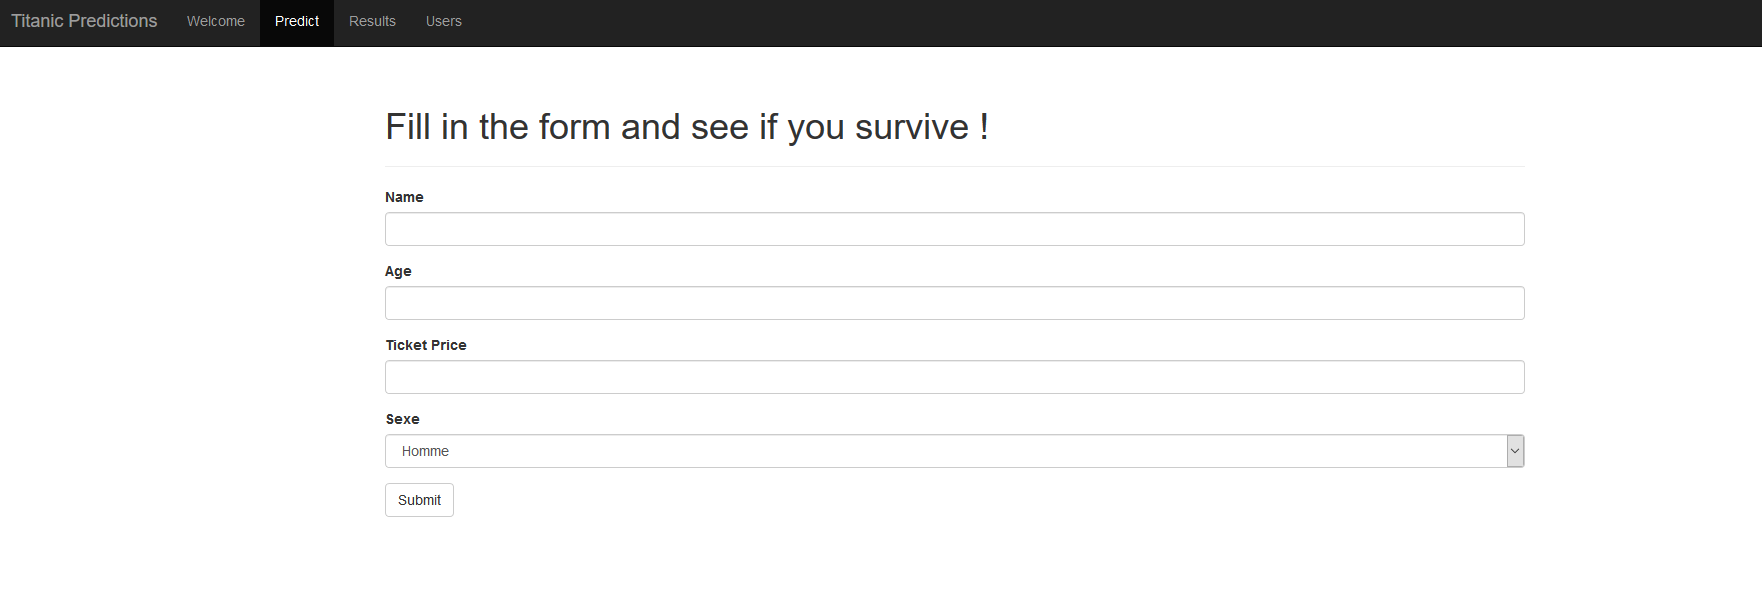 Titanic Predictions Welcome Predict Results Users
Fill in the form and see if you survive !
Name
Age
Ticket Price
Sexe
Homme
Submit